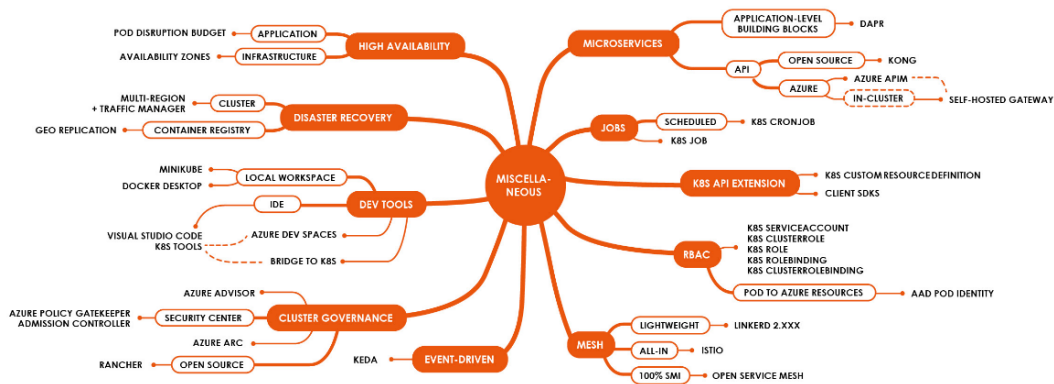 MISCELLA-
NEOUS
HIGH AVAILABILITY
APPLICATION
POD DISRUPTION BUDGET
INFRASTRUCTURE
AVAILABILITY ZONES
DISASTER RECOVERY
CLUSTER
MULTI-REGION
+ TRAFFIC MANAGER
CONTAINER REGISTRY
GEO REPLICATION
DEV TOOLS
LOCAL WORKSPACE
MINIKUBE
DOCKER DESKTOP
IDE
VISUAL STUDIO CODE
K8S TOOLS
AZURE DEV SPACES
BRIDGE TO K8S
CLUSTER GOVERNANCE
AZURE ADVISOR
SECURITY CENTER
AZURE POLICY GATEKEEPER
ADMISSION CONTROLLER
AZURE ARC
OPEN SOURCE
RANCHER
EVENT-DRIVEN
KEDA
MICROSERVICES
APPLICATION-LEVEL
BUILDING BLOCKS
DAPR
API
OPEN SOURCE
KONG
AZURE
AZURE APIM
IN-CLUSTER
SELF-HOSTED GATEWAY
JOBS
SCHEDULED
K8S CRONJOB
K8S JOB
K8S API EXTENSION
K8S CUSTOM RESOURCE DEFINITION
CLIENT SDKS
RBAC
K8S SERVICEACCOUNT
K8S CLUSTERROLE
K8S ROLE
K8S ROLEBINDING
K8S CLUSTERROLEBINDING
POD TO AZURE RESOURCES
AAD POD IDENTITY
MESH
LIGHTWEIGHT
LINKERD 2.XXX
ALL-IN
ISTIO
100% SMI
OPEN SERVICE MESH